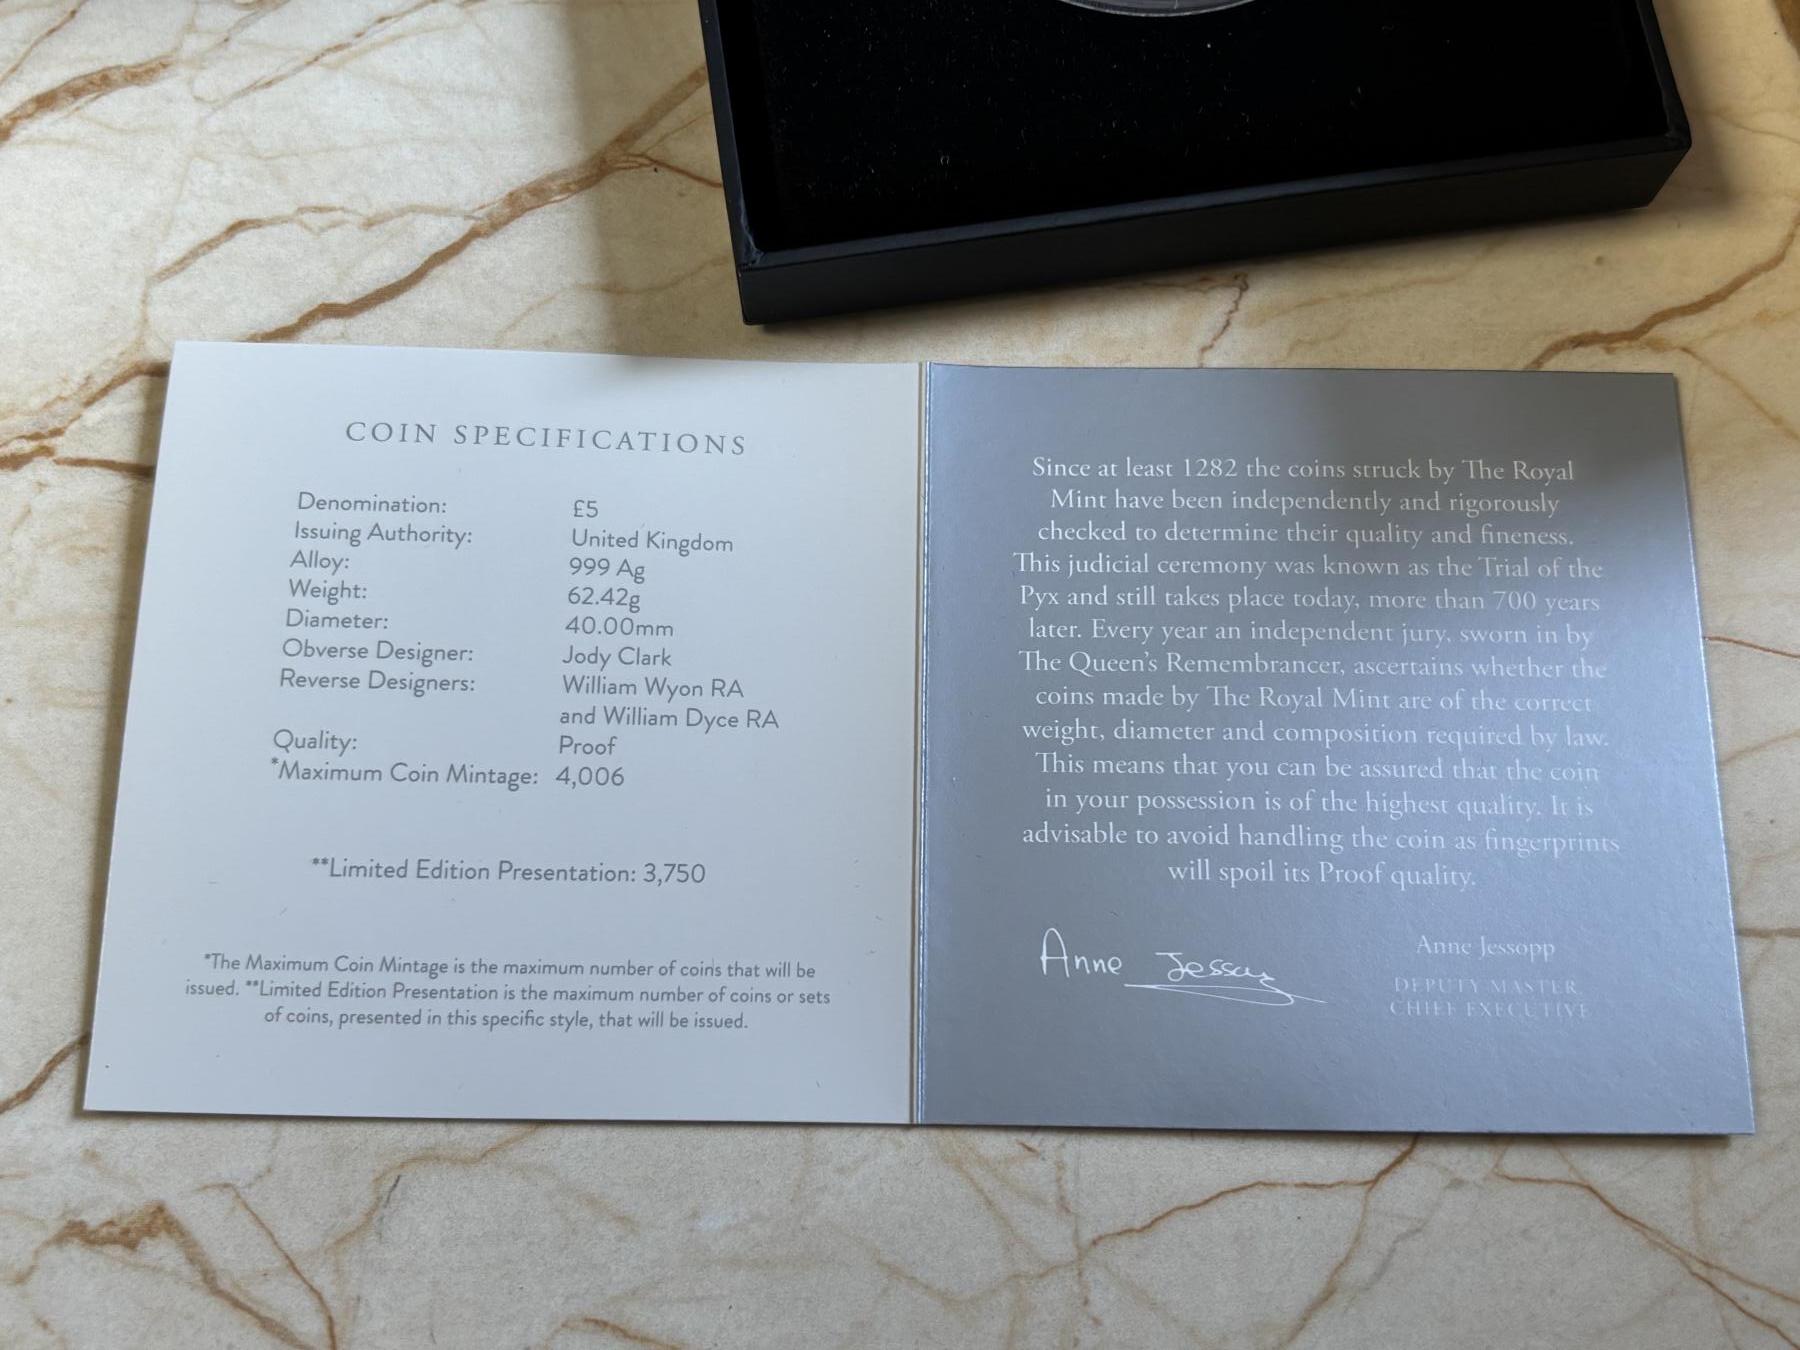 COIN SPECIFICATIONS
Denomination: £5
Issuing Authority: United Kingdom
Alloy: 999 Ag
Weight: 62.42g
Diameter: 40.00mm
Obverse Designer: Jody Clark
Reverse Designers: William Wyon RA
and William Dyce RA
Quality: Proof
*Maximum Coin Mintage: 4,006
**Limited Edition Presentation: 3,750
*The Maximum Coin Mintage is the maximum number of coins that will be
issued. **Limited Edition Presentation is the maximum number of coins or sets
of coins, presented in this specific style, that will be issued.
Since at least 1282 the coins struck by The Royal
Mint have been independently and rigorously
checked to determine their quality and fineness.
This judicial ceremony was known as the Trial of the
Pyx and still takes place today, more than 700 years
later. Every year an independent jury, sworn in by
The Queen's Remembrancer, ascertains whether the
coins made by The Royal Mint are of the correct
weight, diameter and composition required by law.
This means that you can be assured that the coin
in your possession is of the highest quality. It is
advisable to avoid handling the coin as fingerprints
will spoil its Proof quality.
Anne Jessopp
Anne Jessopp
DEPUTY MASTER
CHIEF EXECUTIVE